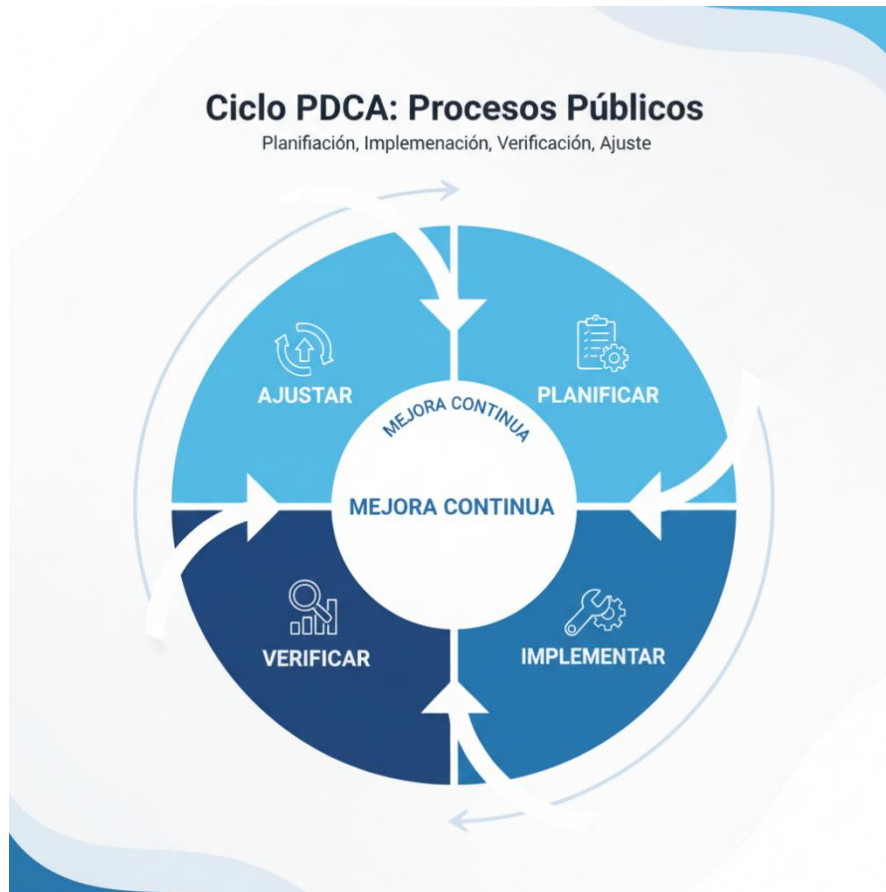 Ciclo PDCA: Procesos Públicos
Planifiación, Implemenación, Verificación, Ajuste
AJUSTAR
PLANIFICAR
MEJORA CONTINUA
MEJORA CONTINUA
VERIFICAR
IMPLEMENTAR